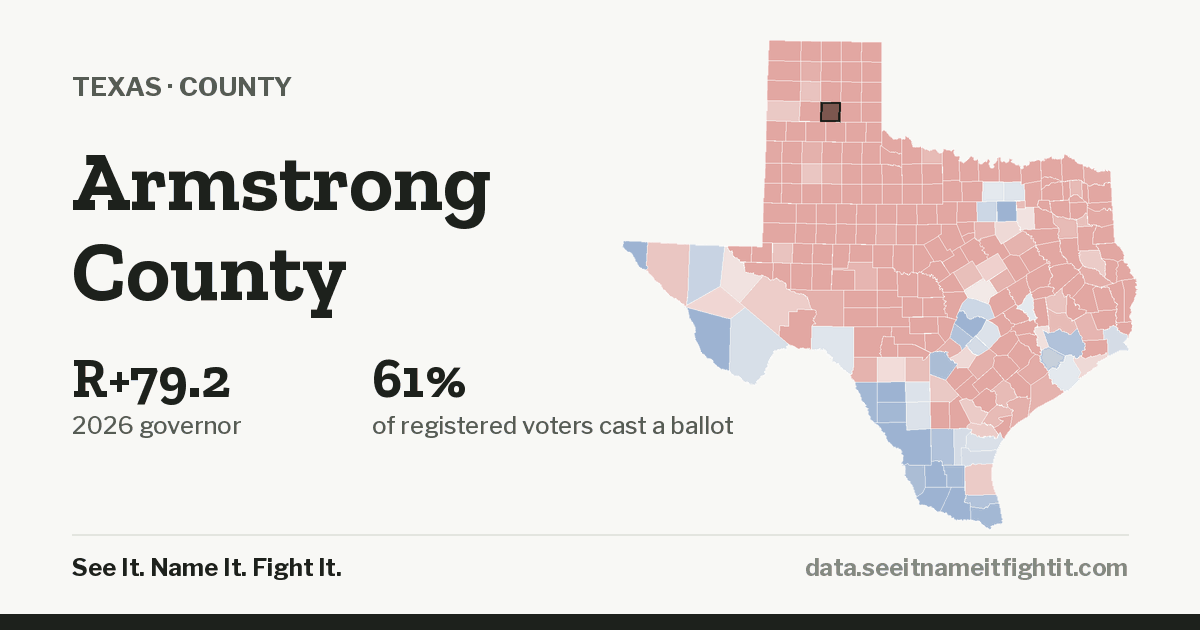 TEXAS · COUNTY
Armstrong
County
R+79.2
2026 governor
61%
of registered voters cast a ballot
See It. Name It. Fight It.
data.seeitnameitfightit.com